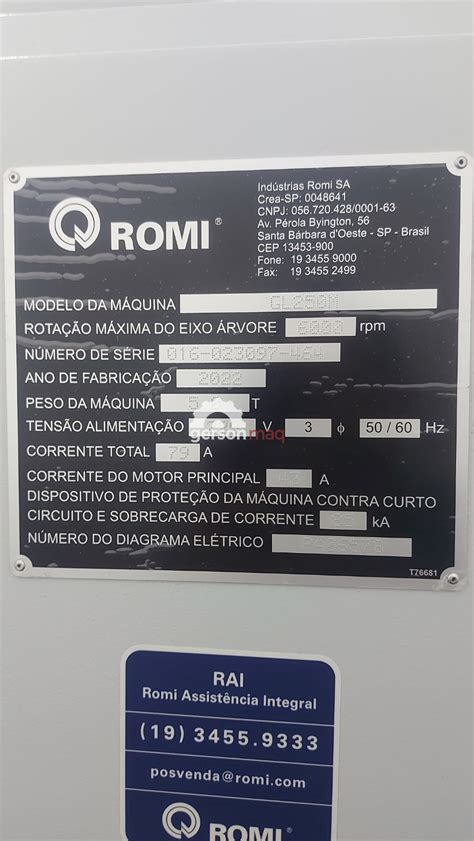 ROMI®
Indústrias Romi SA
Crea-SP: 0048641
CNPJ: 056.720.428/0001-63
Av. Pérola Byington, 56
Santa Bárbara d'Oeste - SP - Brasil
CEP 13453-900
Fone: 19 3455 9000
Fax: 19 3455 2499
MODELO DA MÁQUINA GL250M
ROTAÇÃO MÁXIMA DO EIXO ÁRVORE 6000 rpm
NÚMERO DE SÉRIE 016-023097-464
ANO DE FABRICAÇÃO 2022
PESO DA MÁQUINA 5 T
TENSÃO ALIMENTAÇÃO V 3 ϕ 50 / 60 Hz
gersonmaq
CORRENTE TOTAL 79 A
CORRENTE DO MOTOR PRINCIPAL A
DISPOSITIVO DE PROTEÇÃO DA MÁQUINA CONTRA CURTO
CIRCUITO E SOBRECARGA DE CORRENTE kA
NÚMERO DO DIAGRAMA ELÉTRICO
T76681
RAI
Romi Assistência Integral
(19) 3455.9333
posvenda@romi.com
ROMI®